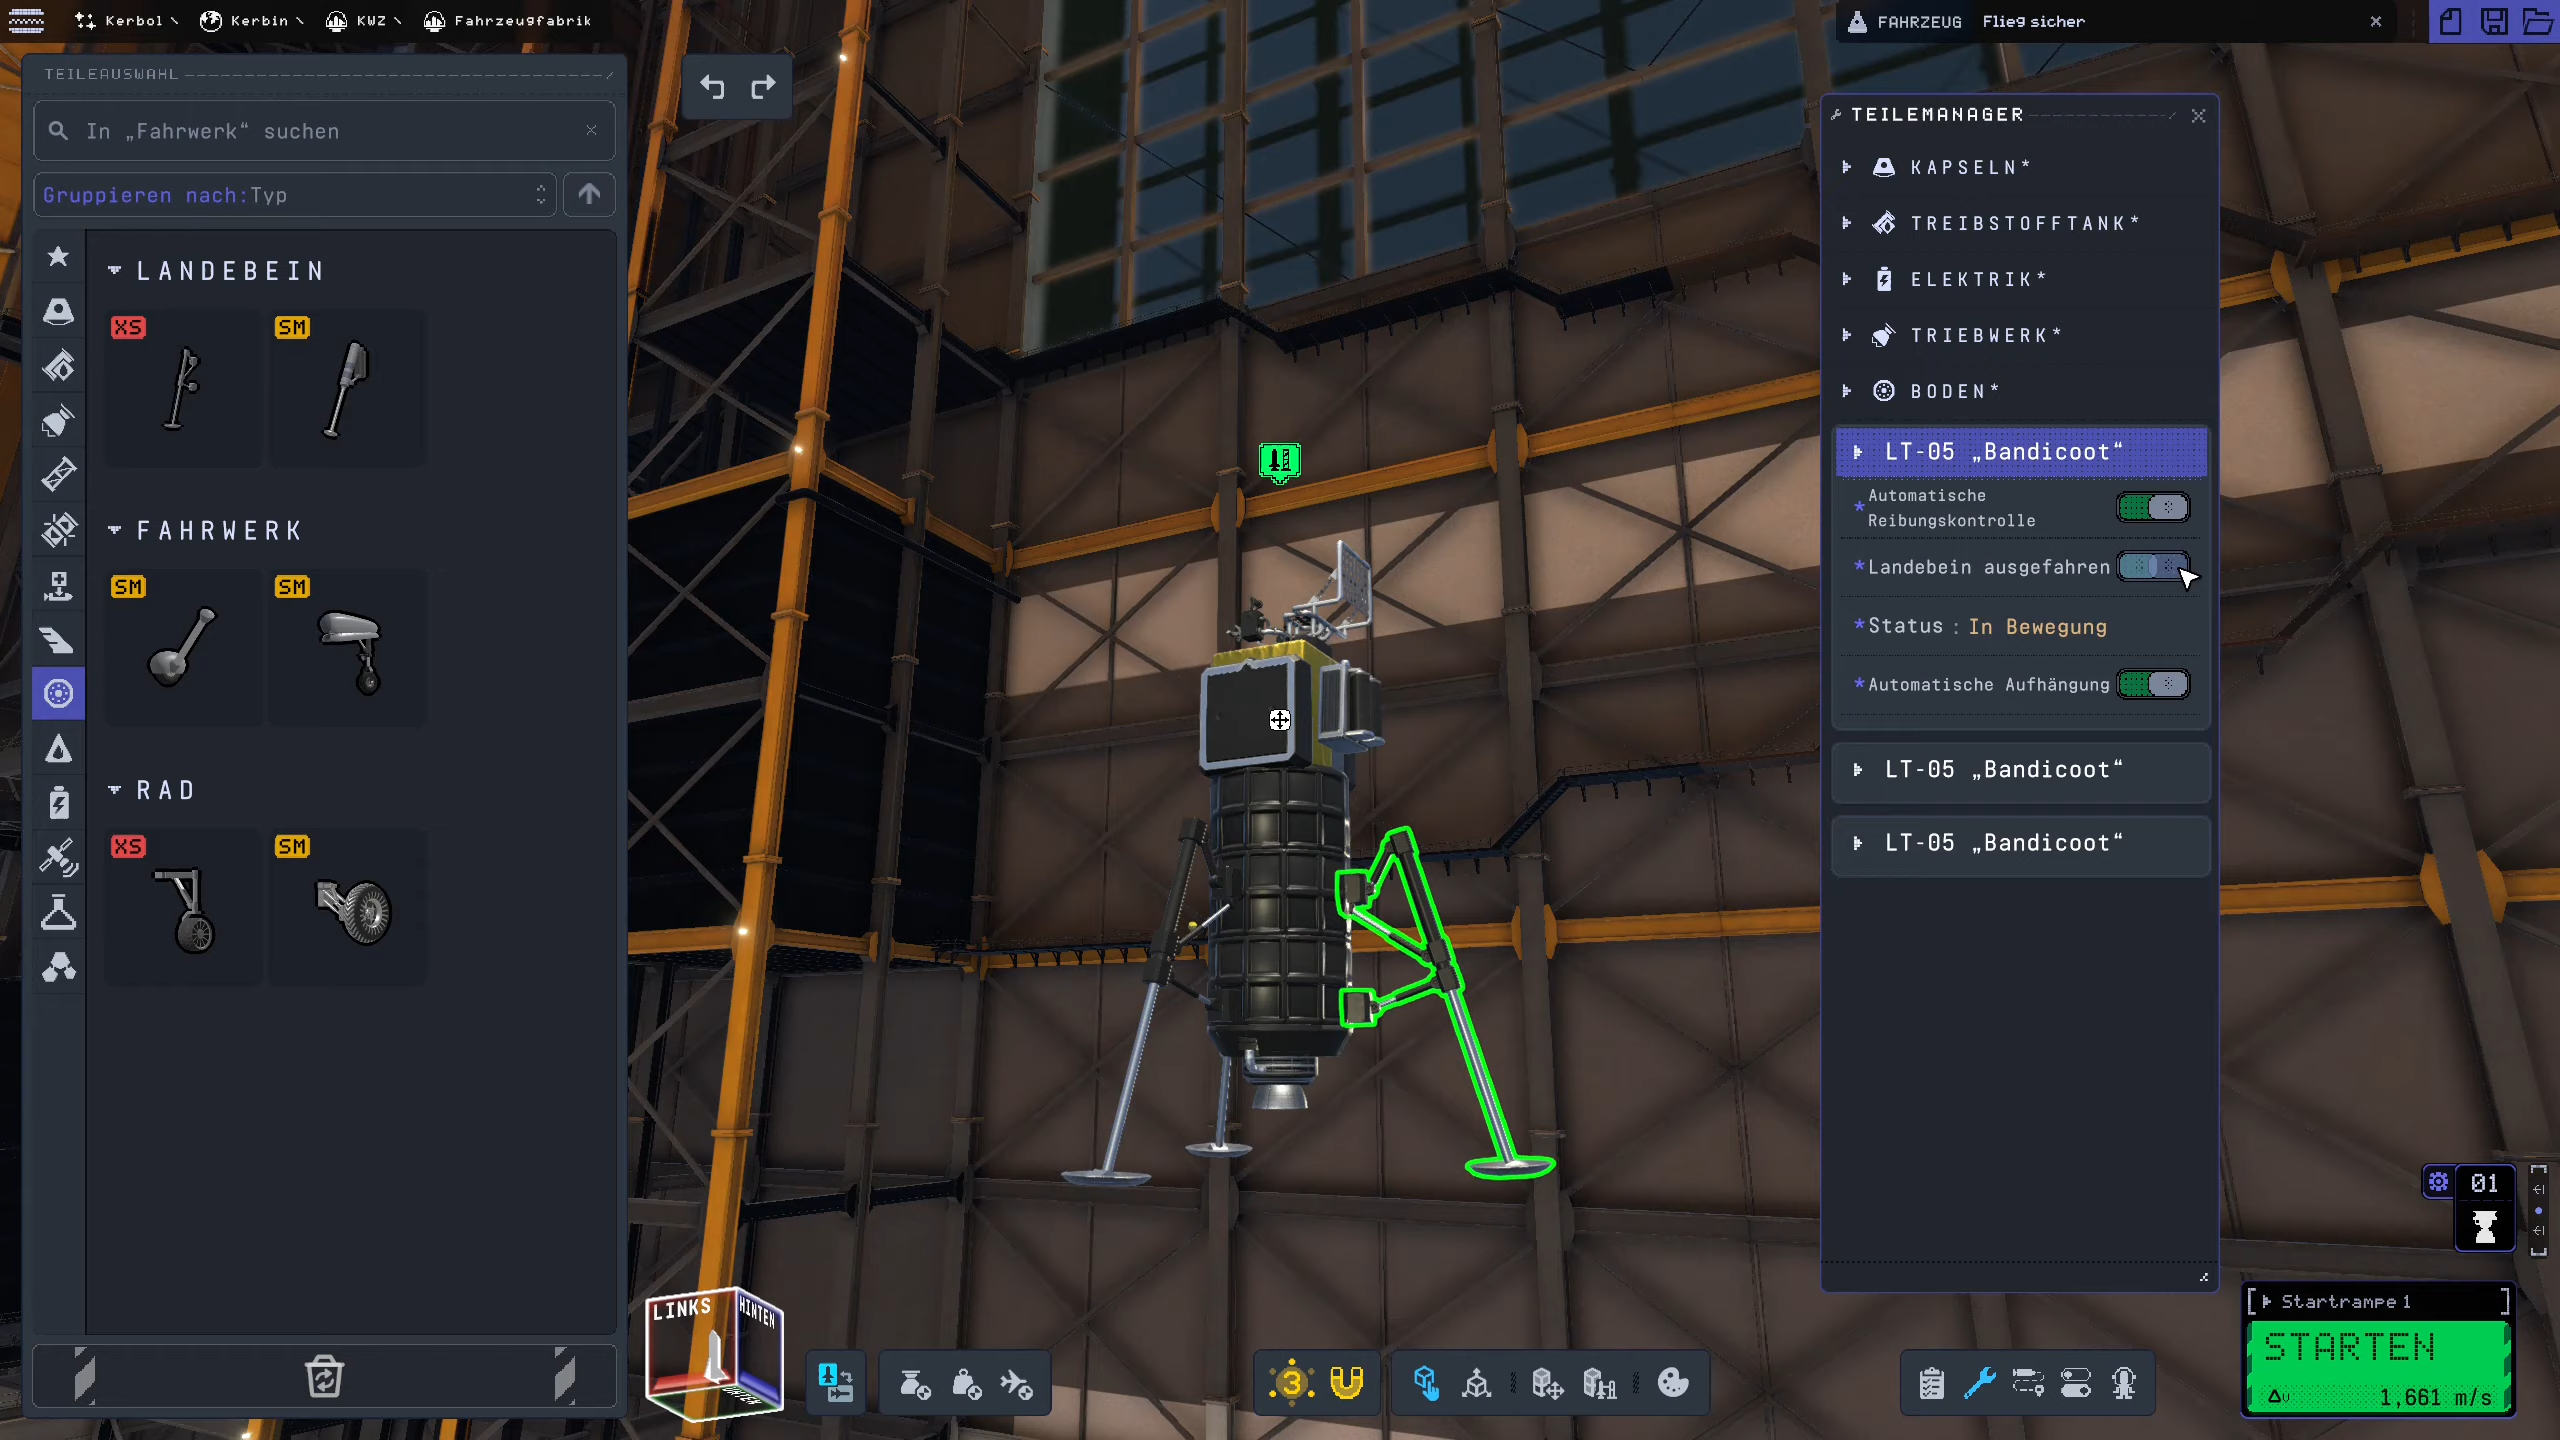 Kerbol
Kerbin
KWZ
Fahrzeugfabrik
FAHRZEUG Flieg sicher
TEILEAUSWAHL
In „Fahrwerk“ suchen
Gruppieren nach:Typ
LANDEBEIN
XS
SM
FAHRWERK
SM
SM
RAD
XS
SM
TEILEMANAGER
KAPSELN*
TREIBSTOFFTANK*
ELEKTRIK*
TRIEBWERK*
BODEN*
LT-05 „Bandicoot“
*Automatische
Reibungskontrolle
*Landebein ausgefahren
*Status : In Bewegung
*Automatische Aufhängung
LT-05 „Bandicoot“
LT-05 „Bandicoot“
01
LINKS
HINTEN
UNTEN
3
Startrampe 1
STARTEN
Δv 1,661 m/s